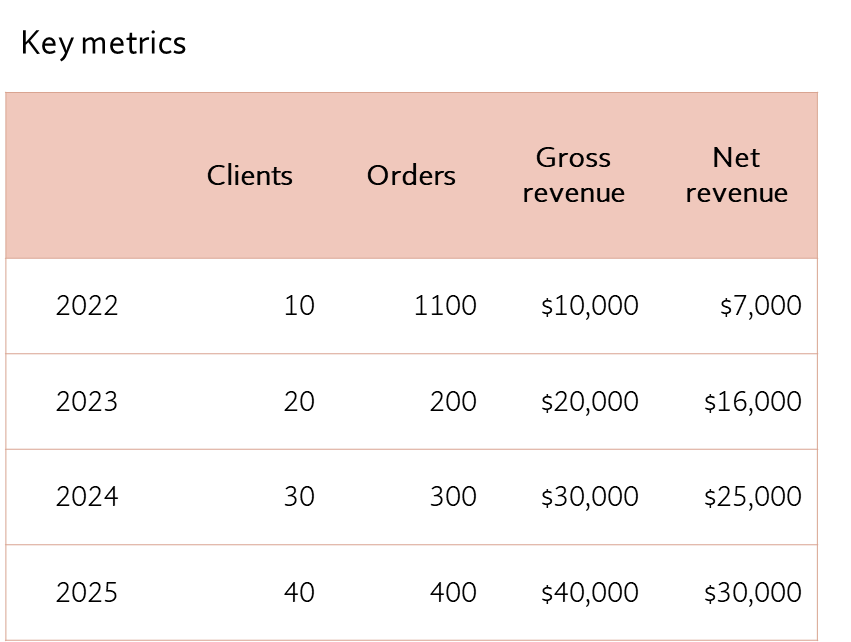 Key metrics
Clients Orders Gross revenue Net revenue
2022 10 1100 $10,000 $7,000
2023 20 200 $20,000 $16,000
2024 30 300 $30,000 $25,000
2025 40 400 $40,000 $30,000